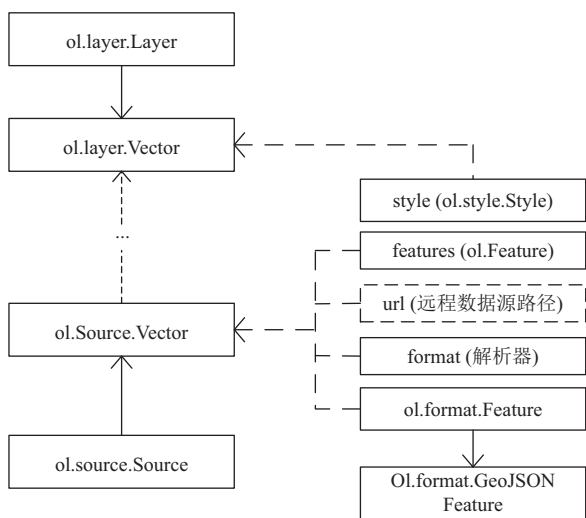 ol.layer.Layer
ol.layer.Vector
...
style (ol.style.Style)
features (ol.Feature)
url (远程数据源路径)
ol.Source.Vector
format (解析器)
ol.format.Feature
ol.source.Source
Ol.format.GeoJSON
Feature